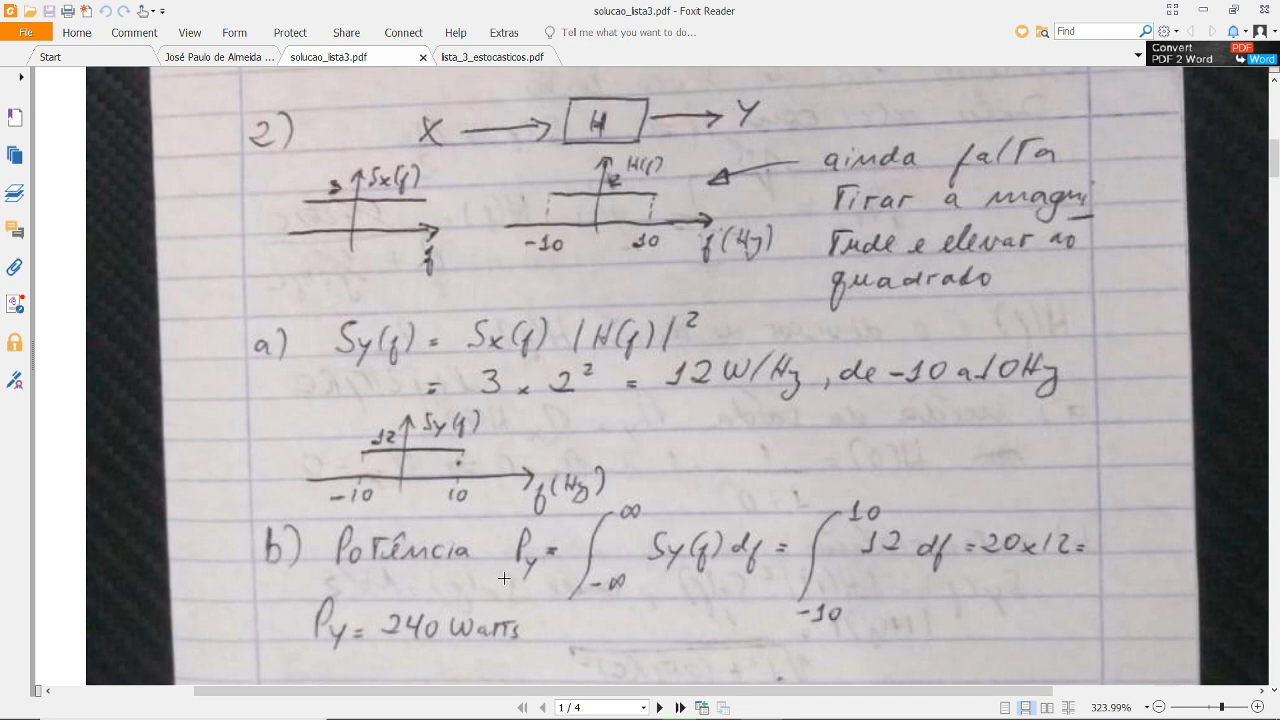 solucao_lista3.pdf - Foxit Reader
File Home Comment View Form Protect Share Connect Help Extras Tell me what you want to do... Find
Start José Paulo de Almeida ... solucao_lista3.pdf lista_3_estocasticos.pdf
Convert PDF
PDF 2 Word Word
2) X H Y
3 Sx(f) 2 H(f) ainda falta
Tirar a magni
-10 10 f(Hz) Tude e elevar ao
f quadrado
a) Sy(f) = Sx(f) |H(f)|²
= 3 x 2² = 12 W/Hz, de -10 a 10Hz
12 Sy(f)
-10 10 f(Hz)
b) Potência Py = ∫ ∞ -∞ Sy(f) df = ∫ 10 -10 12 df = 20x12 =
Py = 240 Watts
1 / 4 323.99%